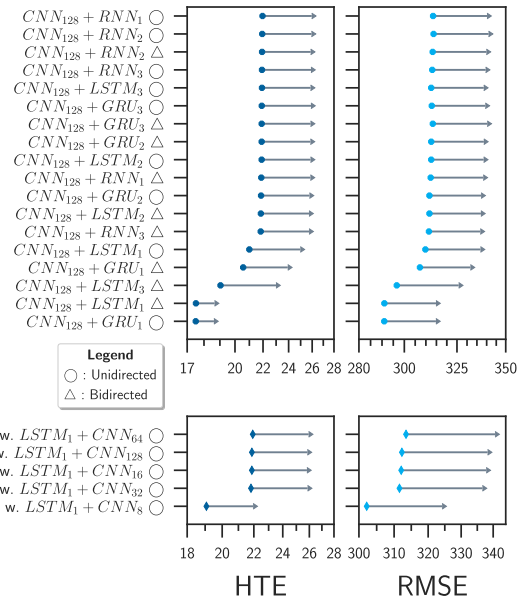 CNN₁₂₈ + RNN₁ ○
CNN₁₂₈ + RNN₂ ○
CNN₁₂₈ + RNN₂ △
CNN₁₂₈ + RNN₃ ○
CNN₁₂₈ + LSTM₃ ○
CNN₁₂₈ + GRU₃ ○
CNN₁₂₈ + GRU₃ △
CNN₁₂₈ + GRU₂ △
CNN₁₂₈ + LSTM₂ ○
CNN₁₂₈ + RNN₁ △
CNN₁₂₈ + GRU₂ ○
CNN₁₂₈ + LSTM₂ △
CNN₁₂₈ + RNN₃ △
CNN₁₂₈ + LSTM₁ ○
CNN₁₂₈ + GRU₁ △
CNN₁₂₈ + LSTM₃ △
CNN₁₂₈ + LSTM₁ △
CNN₁₂₈ + GRU₁ ○
17 20 22 24 26 28
280 300 325 350
Legend
○ : Unidirected
△ : Bidirected
w. LSTM₁ + CNN₆₄ ○
w. LSTM₁ + CNN₁₂₈ ○
w. LSTM₁ + CNN₁₆ ○
w. LSTM₁ + CNN₃₂ ○
w. LSTM₁ + CNN₈ ○
18 20 22 24 26 28
300 310 320 330 340
HTE
RMSE